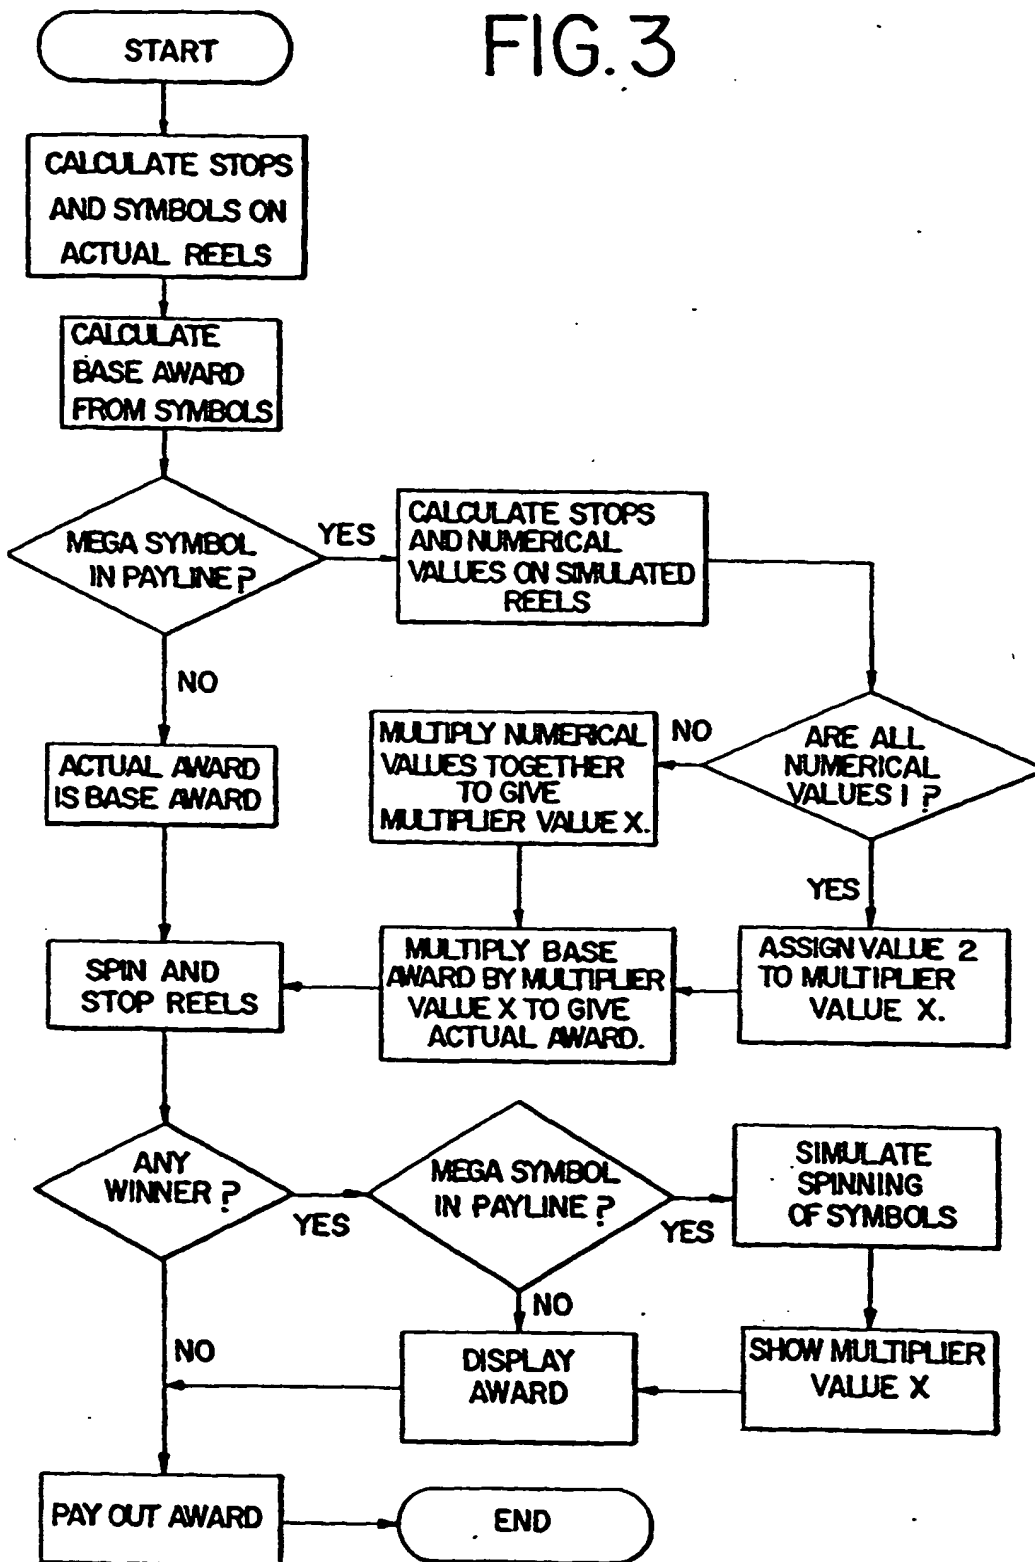 FIG. 3
START
CALCULATE STOPS
AND SYMBOLS ON
ACTUAL REELS
CALCULATE
BASE AWARD
FROM SYMBOLS
MEGA SYMBOL
IN PAYLINE ?
YES
CALCULATE STOPS
AND NUMERICAL
VALUES ON SIMULATED
REELS
NO
ARE ALL
NUMERICAL
VALUES 1 ?
NO
MULTIPLY NUMERICAL
VALUES TOGETHER
TO GIVE
MULTIPLIER VALUE X.
ACTUAL AWARD
IS BASE AWARD
YES
ASSIGN VALUE 2
TO MULTIPLIER
VALUE X.
MULTIPLY BASE
AWARD BY MULTIPLIER
VALUE X TO GIVE
ACTUAL AWARD.
SPIN AND
STOP REELS
ANY
WINNER ?
YES
MEGA SYMBOL
IN PAYLINE ?
YES
SIMULATE
SPINNING
OF SYMBOLS
NO
NO
DISPLAY
AWARD
SHOW MULTIPLIER
VALUE X
PAY OUT AWARD
END